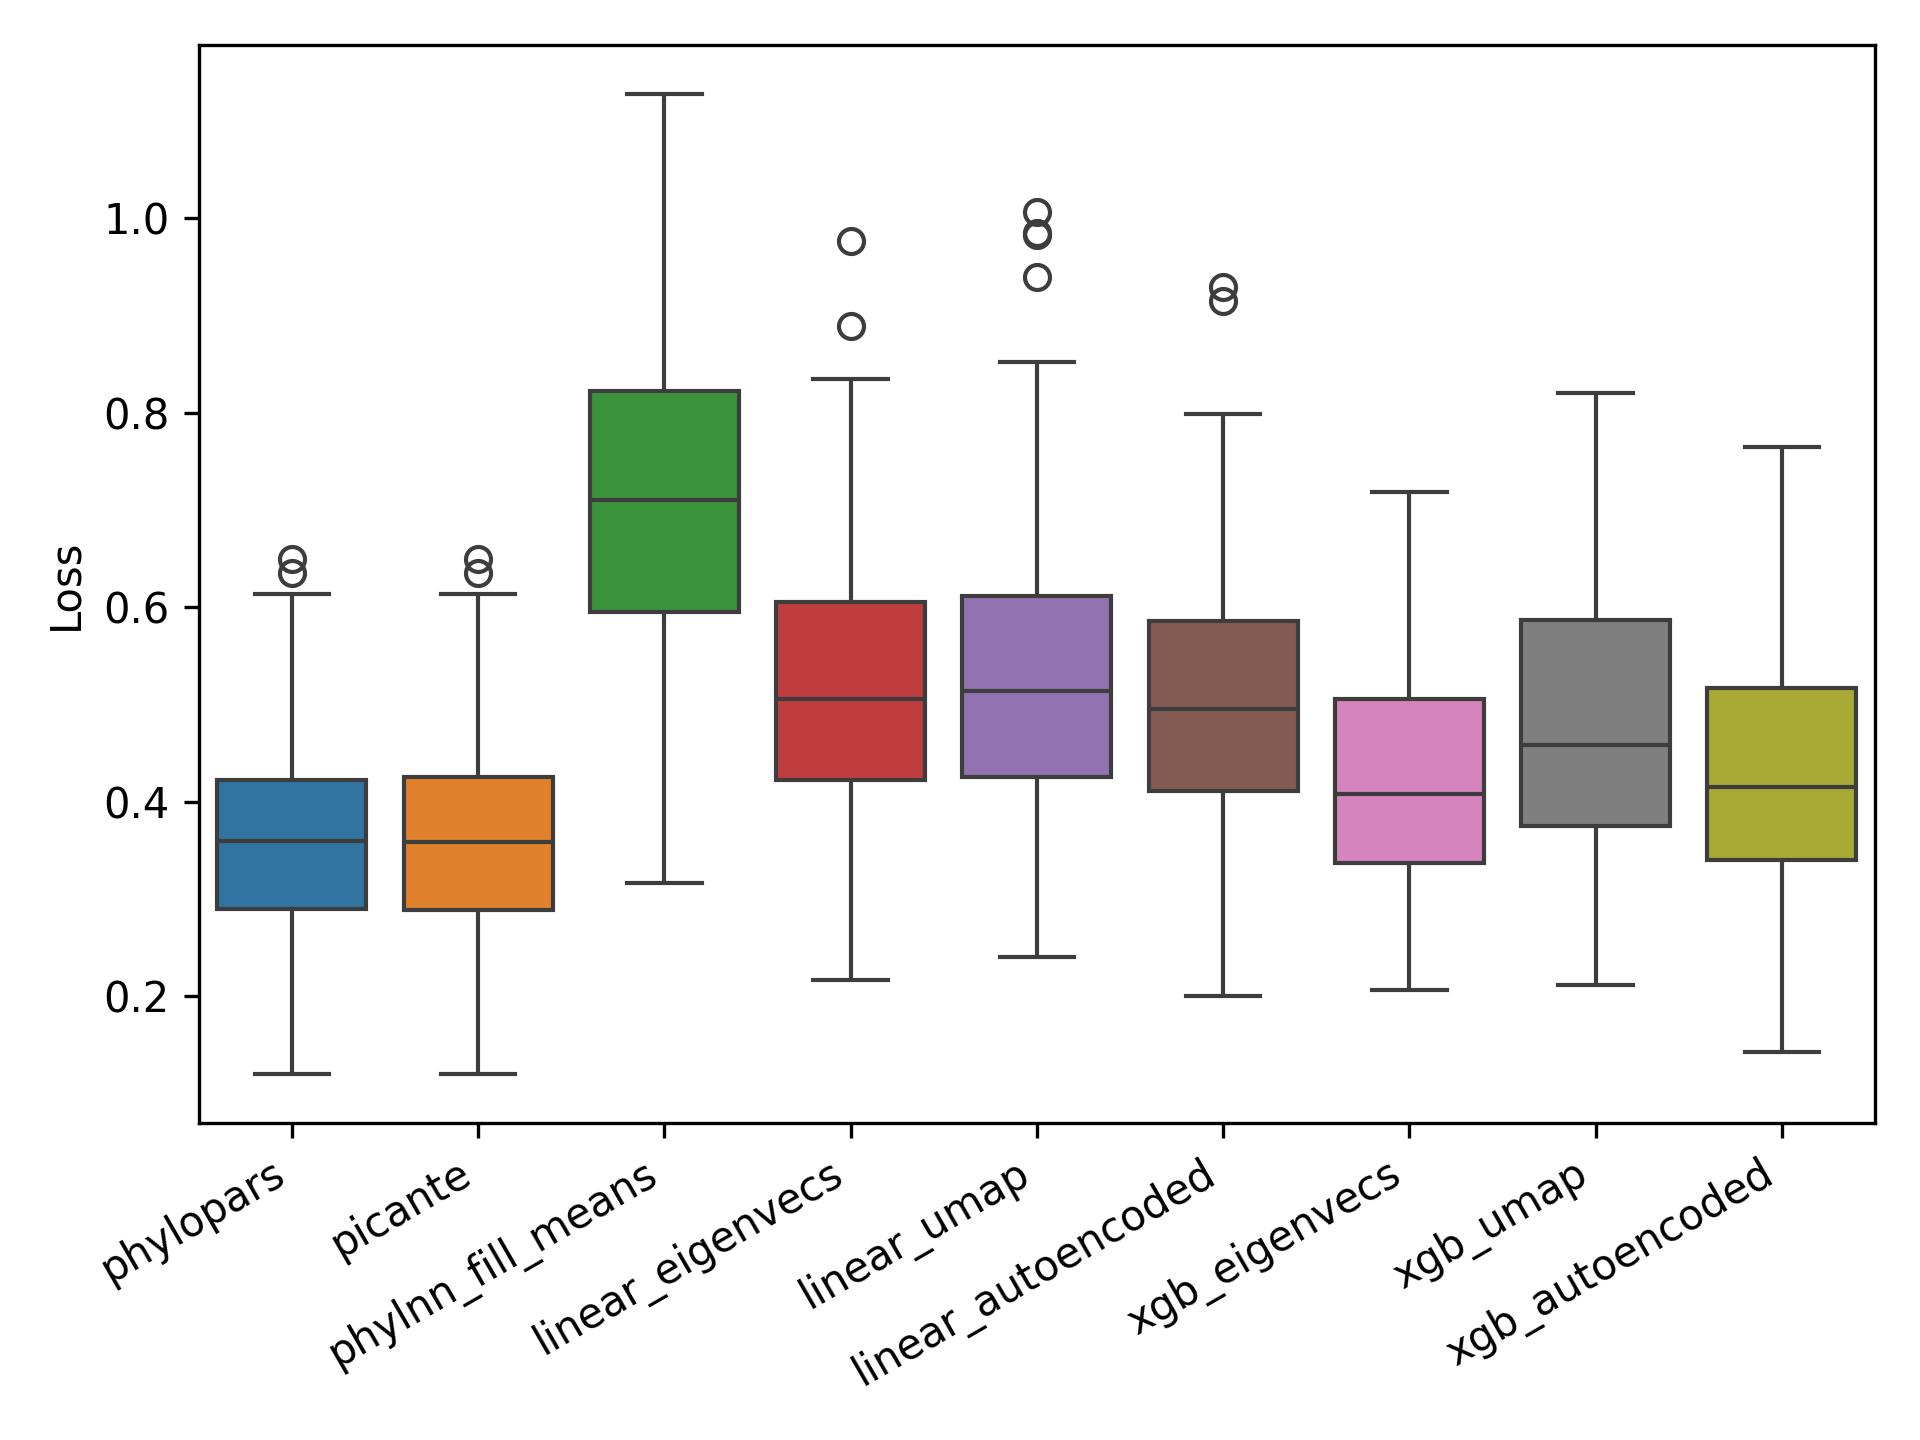 1.0
0.8
0.6
0.4
0.2
Loss
phylopars
picante
phylnn_fill_means
linear_eigenvecs
linear_umap
linear_autoencoded
xgb_eigenvecs
xgb_umap
xgb_autoencoded